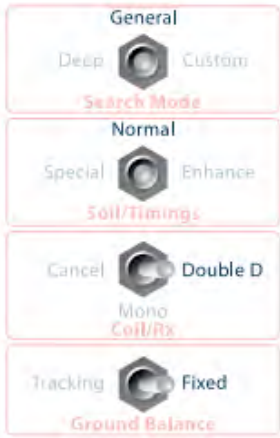 General
Deep Custom
Search Mode
Normal
Special Enhance
Soil/Timings
Cancel Double D
Mono
Coil/Rx
Tracking Fixed
Ground Balance